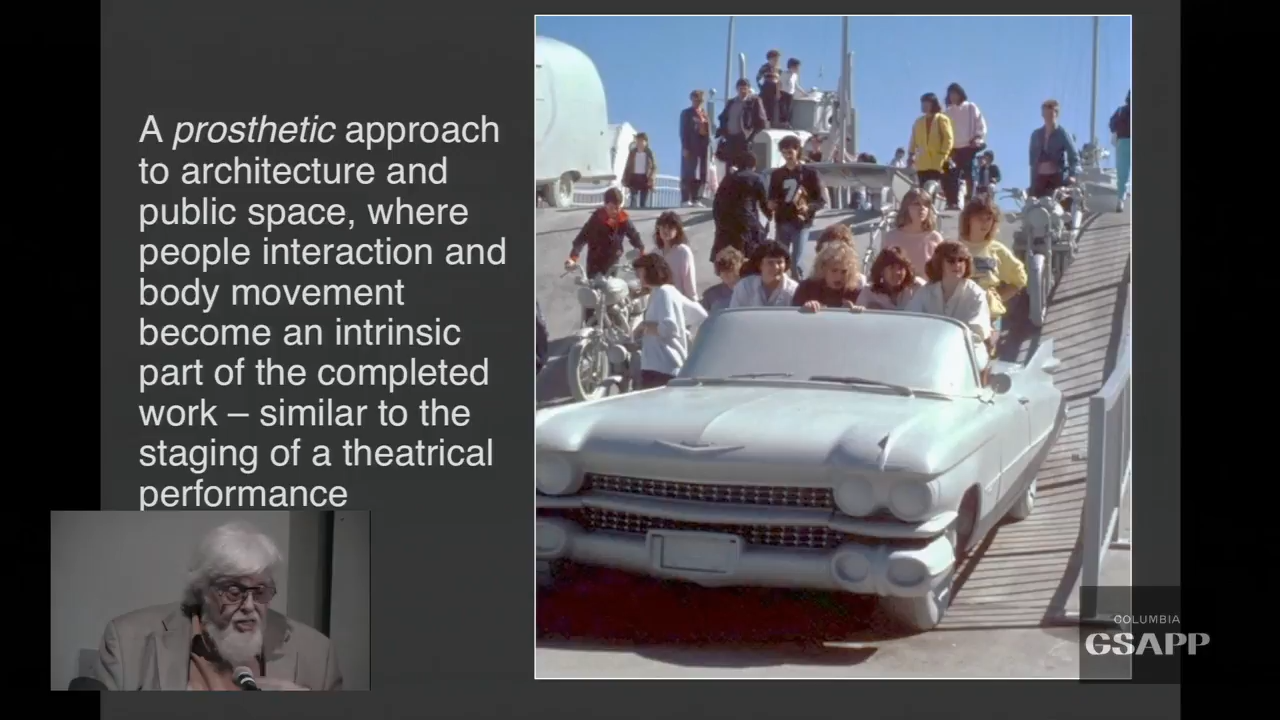 A prosthetic approach
to architecture and
public space, where
people interaction and
body movement
become an intrinsic
part of the completed
work – similar to the
staging of a theatrical
performance
COLUMBIA
GSAPP